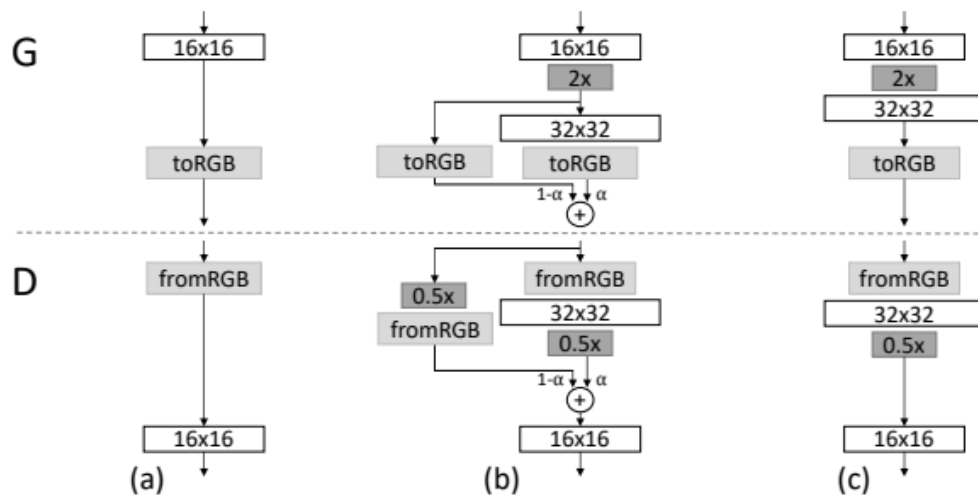 G
16x16
toRGB
16x16
2x
32x32
toRGB
toRGB
1-α
α
+
16x16
2x
32x32
toRGB
D
fromRGB
16x16
(a)
0.5x
fromRGB
fromRGB
32x32
0.5x
1-α
α
+
16x16
(b)
fromRGB
32x32
0.5x
16x16
(c)